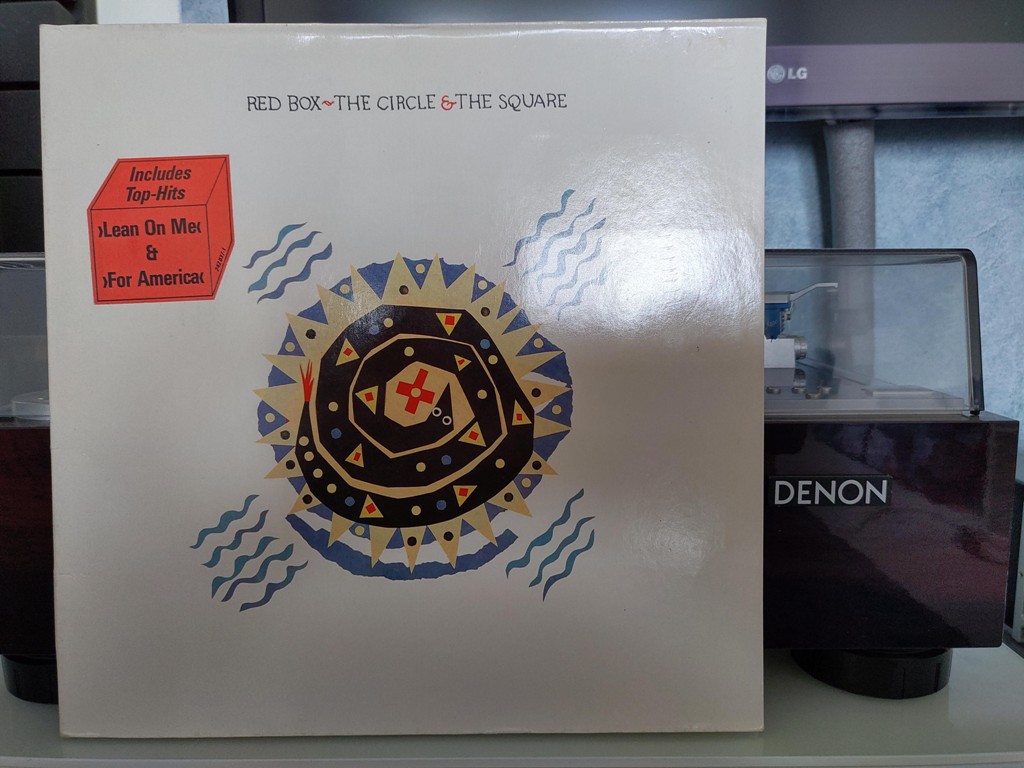 RED BOX~THE CIRCLE &THE SQUARE
LG
Includes
Top-Hits
›Lean On Me‹
&
›For America‹
DENON